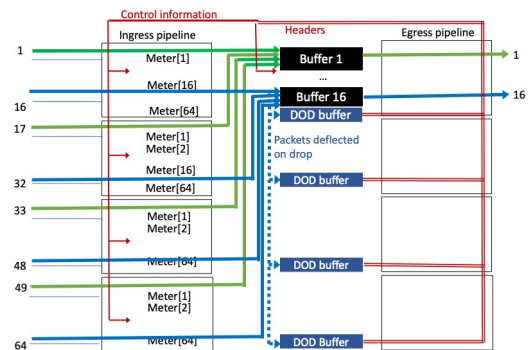 Control information
Headers
Ingress pipeline
Egress pipeline
1
Meter[1]
Buffer 1
1
...
Meter[16]
Buffer 16
16
16
Meter[64]
DOD buffer
17
Meter[1]
Meter[2]
Packets deflected
on drop
Meter[16]
32
Meter[64]
DOD buffer
33
Meter[1]
Meter[2]
48
Meter[64]
DOD buffer
49
Meter[1]
Meter[2]
64
Meter[64]
DOD Buffer